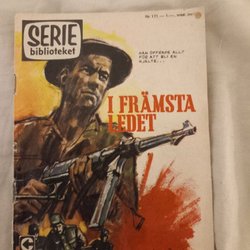 SERIE
biblioteket
HAN OFFRADE ALLT
FÖR ATT BLI EN
HJÄLTE...
I FRÄMSTA
LEDET